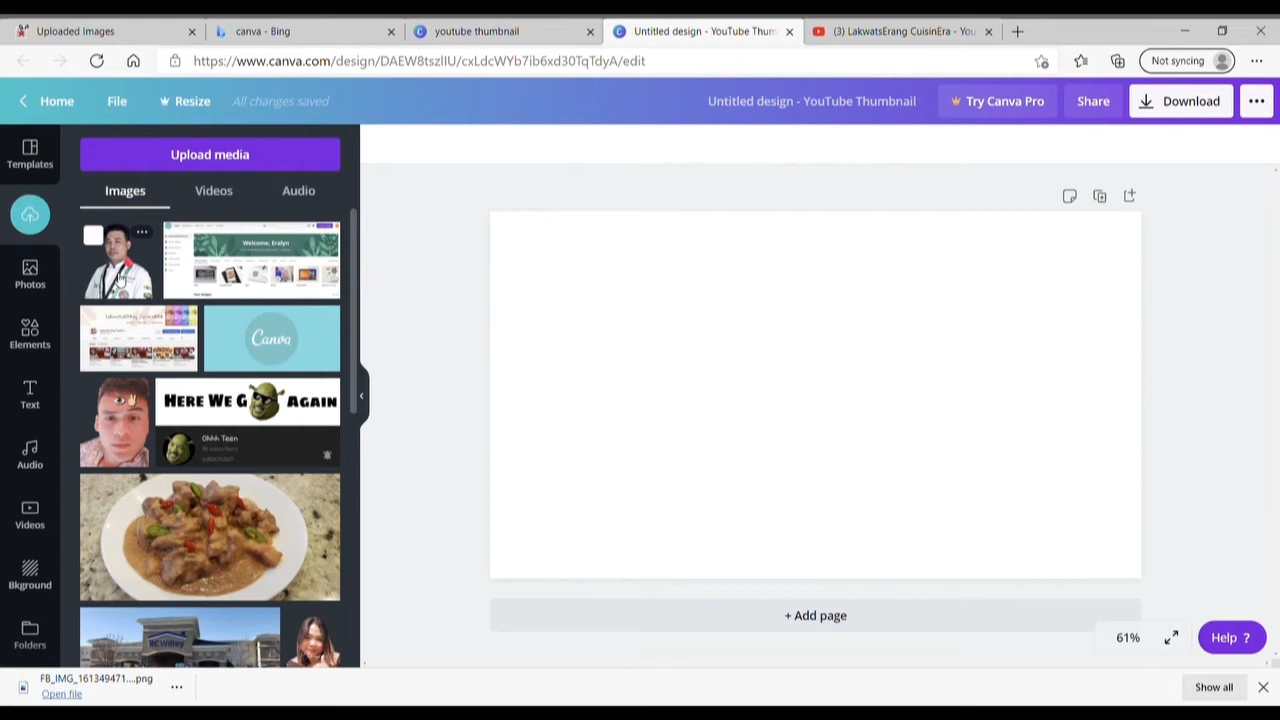 Uploaded Images
canva - Bing
youtube thumbnail
Untitled design - YouTube Thum
(3) LakwatsErang CuisinEra - You
https://www.canva.com/design/DAEW8tszlIU/cxLdcWYb7ib6xd30TqTdyA/edit
Not syncing
Home
File
Resize
All changes saved
Untitled design - YouTube Thumbnail
Try Canva Pro
Share
Download
Templates
Photos
Elements
Text
Audio
Videos
Bkground
Folders
Upload media
Images
Videos
Audio
Welcome, Eralyn
Canva
HERE WE G AGAIN
Ohhh Teen
RC Willey
+ Add page
61%
Help ?
FB_IMG_161349471....png
Open file
Show all